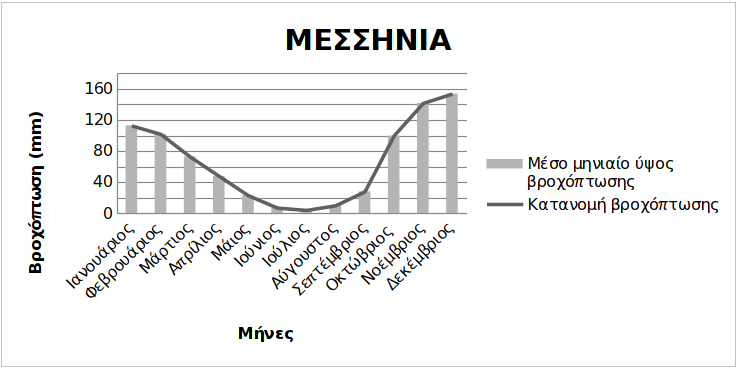 ΜΕΣΣΗΝΙΑ
Βροχόπτωση (mm)
160
120
80
40
0
Ιανουάριος
Φεβρουάριος
Μάρτιος
Απρίλιος
Μάιος
Ιούνιος
Ιούλιος
Αύγουστος
Σεπτέμβριος
Οκτώβριος
Νοέμβριος
Δεκέμβριος
Μήνες
Μέσο μηνιαίο ύψος
βροχόπτωσης
Κατανομή βροχόπτωσης